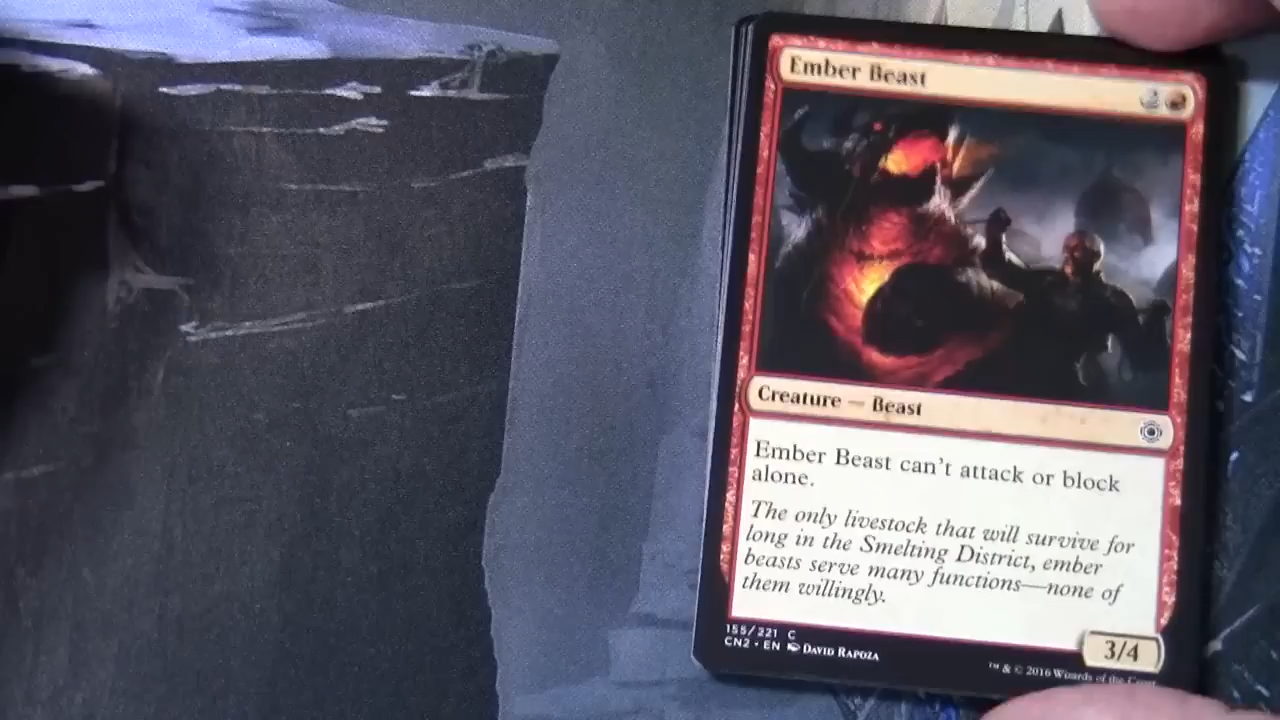 Ember Beast
2
Creature — Beast
Ember Beast can't attack or block
alone.
The only livestock that will survive for
long in the Smelting District, ember
beasts serve many functions—none of
them willingly.
155/221 C
CN2 • EN DAVID RAPOZA
3/4
™ & © 2016 Wizards of the Coast